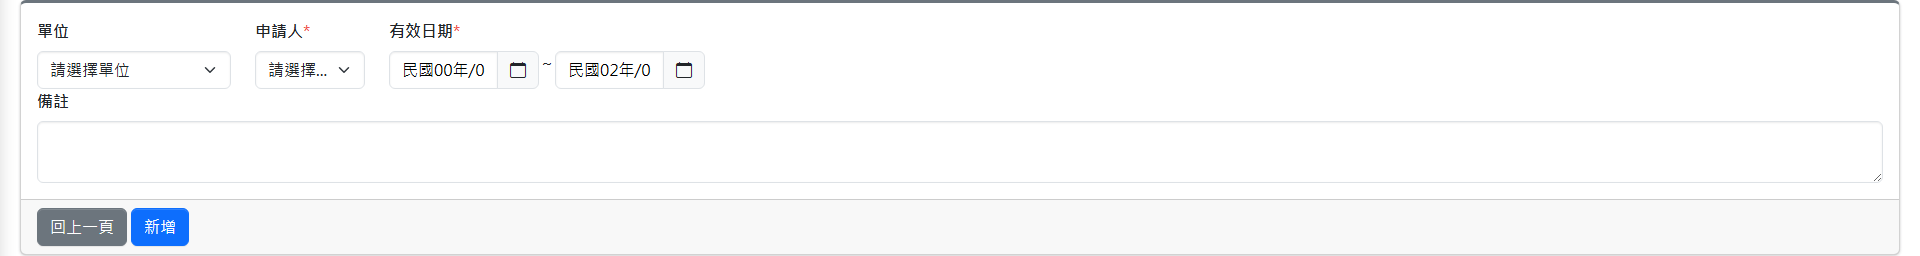 單位 申請人* 有效日期*
請選擇單位 請選擇... 民國00年/0 ~ 民國02年/0
備註
回上一頁 新增